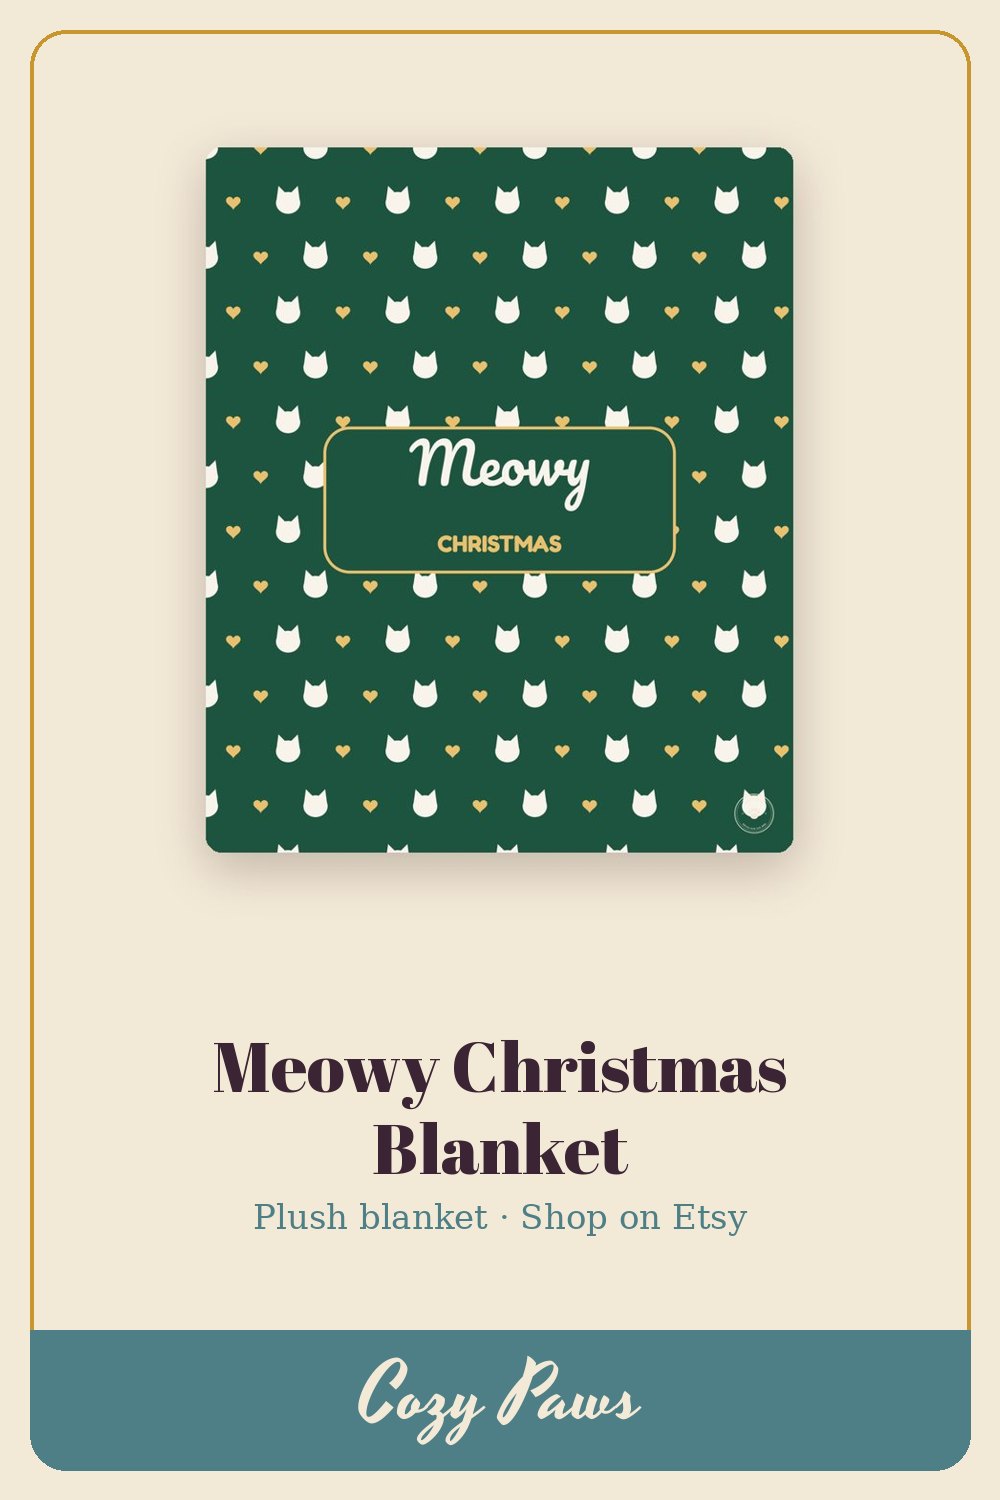 Meowy
CHRISTMAS
Meowy Christmas
Blanket
Plush blanket · Shop on Etsy
Cozy Paws